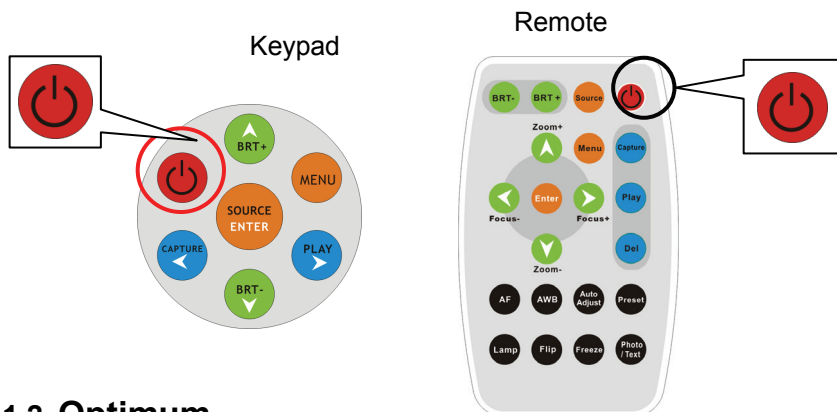 Keypad
Remote
BRT+
MENU
SOURCE
ENTER
CAPTURE
PLAY
BRT-
BRT-
BRT+
Source
Zoom+
Menu
Capture
Enter
Play
Focus-
Focus+
Del
Zoom-
AF
AWB
Auto
Adjust
Preset
Lamp
Flip
Freeze
Photo
/Text